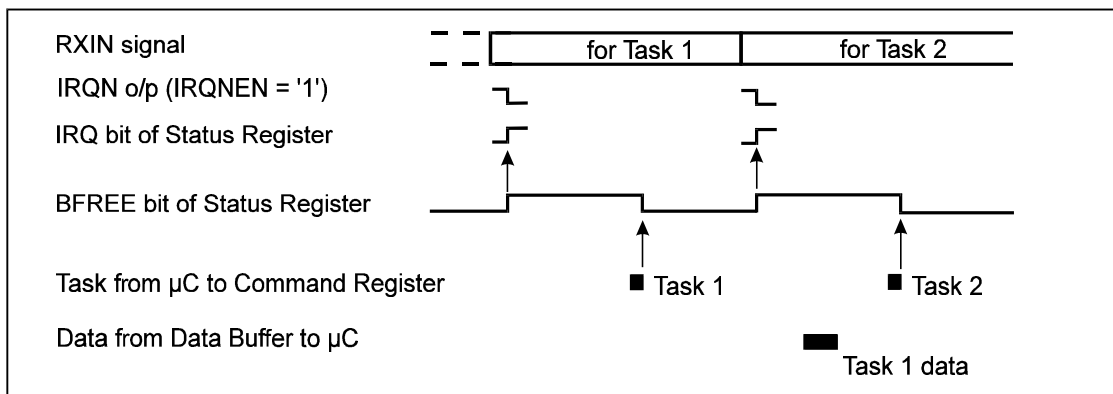 RXIN signal
for Task 1
for Task 2
IRQN o/p (IRQNEN = '1')
IRQ bit of Status Register
BFREE bit of Status Register
Task from µC to Command Register
Task 1
Task 2
Data from Data Buffer to µC
Task 1 data